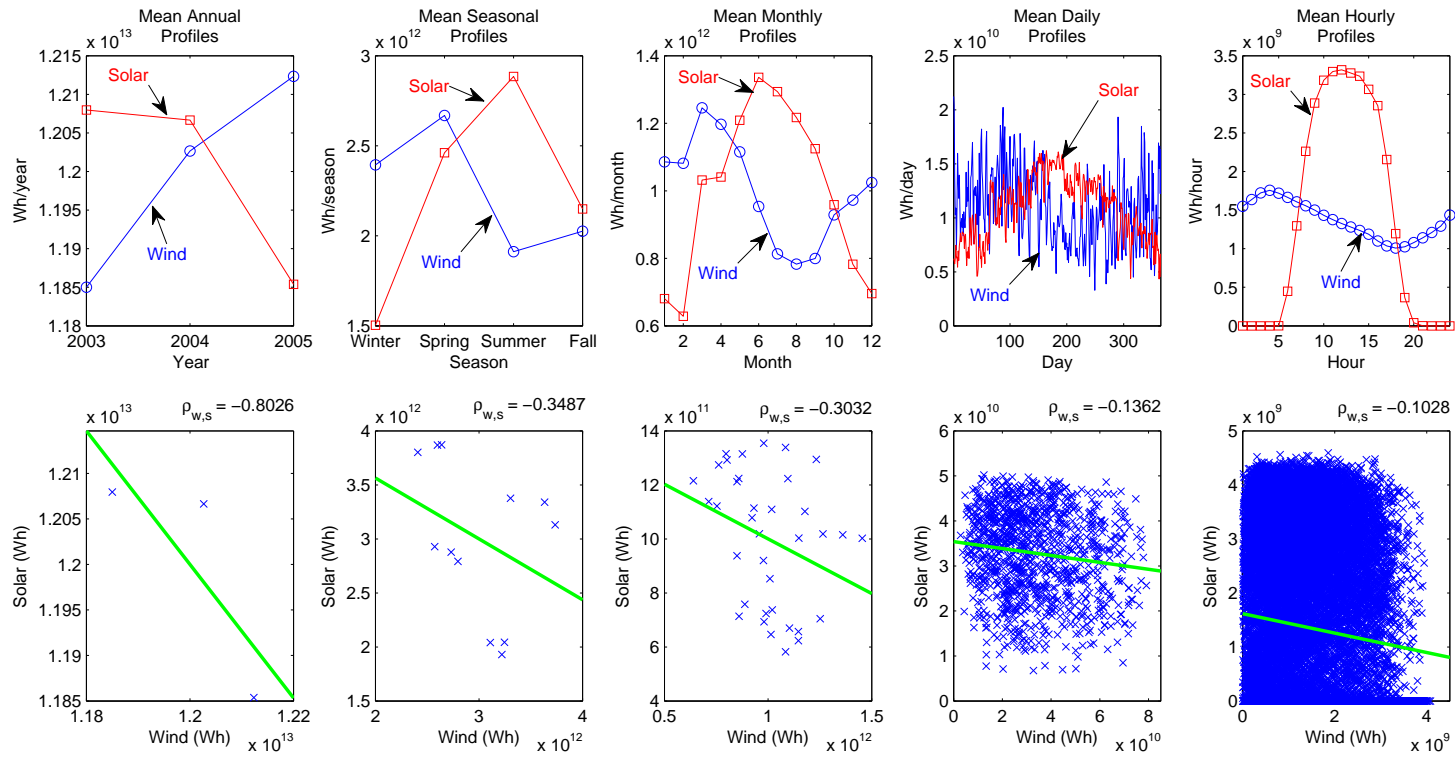 Mean Annual
Profiles
x 10^13
1.215
1.21
1.205
1.2
1.195
1.19
1.185
1.18
Wh/year
Solar
Wind
2003
2004
2005
Year
Mean Seasonal
Profiles
x 10^12
3
2.5
2
1.5
Wh/season
Solar
Wind
Winter
Spring
Summer
Fall
Season
Mean Monthly
Profiles
x 10^12
1.4
1.2
1
0.8
0.6
Wh/month
Solar
Wind
2
4
6
8
10
12
Month
Mean Daily
Profiles
x 10^10
2.5
2.0
1.5
1.0
0.5
0
Wh/day
Solar
Wind
100
200
300
Day
Mean Hourly
Profiles
x 10^9
3.5
3
2.5
2
1.5
1
0.5
0
Wh/hour
Solar
Wind
5
10
15
20
Hour
ρw,s = −0.8026
x 10^13
1.21
1.205
1.2
1.195
1.19
1.185
Solar (Wh)
1.18
1.2
1.22
Wind (Wh)
x 10^13
ρw,s = −0.3487
x 10^12
4
3.5
3
2.5
2
1.5
Solar (Wh)
2
3
4
Wind (Wh)
x 10^12
ρw,s = −0.3032
x 10^11
14
12
10
8
6
4
Solar (Wh)
0.5
1
1.5
Wind (Wh)
x 10^12
ρw,s = −0.1362
x 10^10
6
5
4
3
2
1
0
Solar (Wh)
0
2
4
6
8
Wind (Wh)
x 10^10
ρw,s = −0.1028
x 10^9
5
4
3
2
1
0
Solar (Wh)
0
2
4
Wind (Wh)
x 10^9